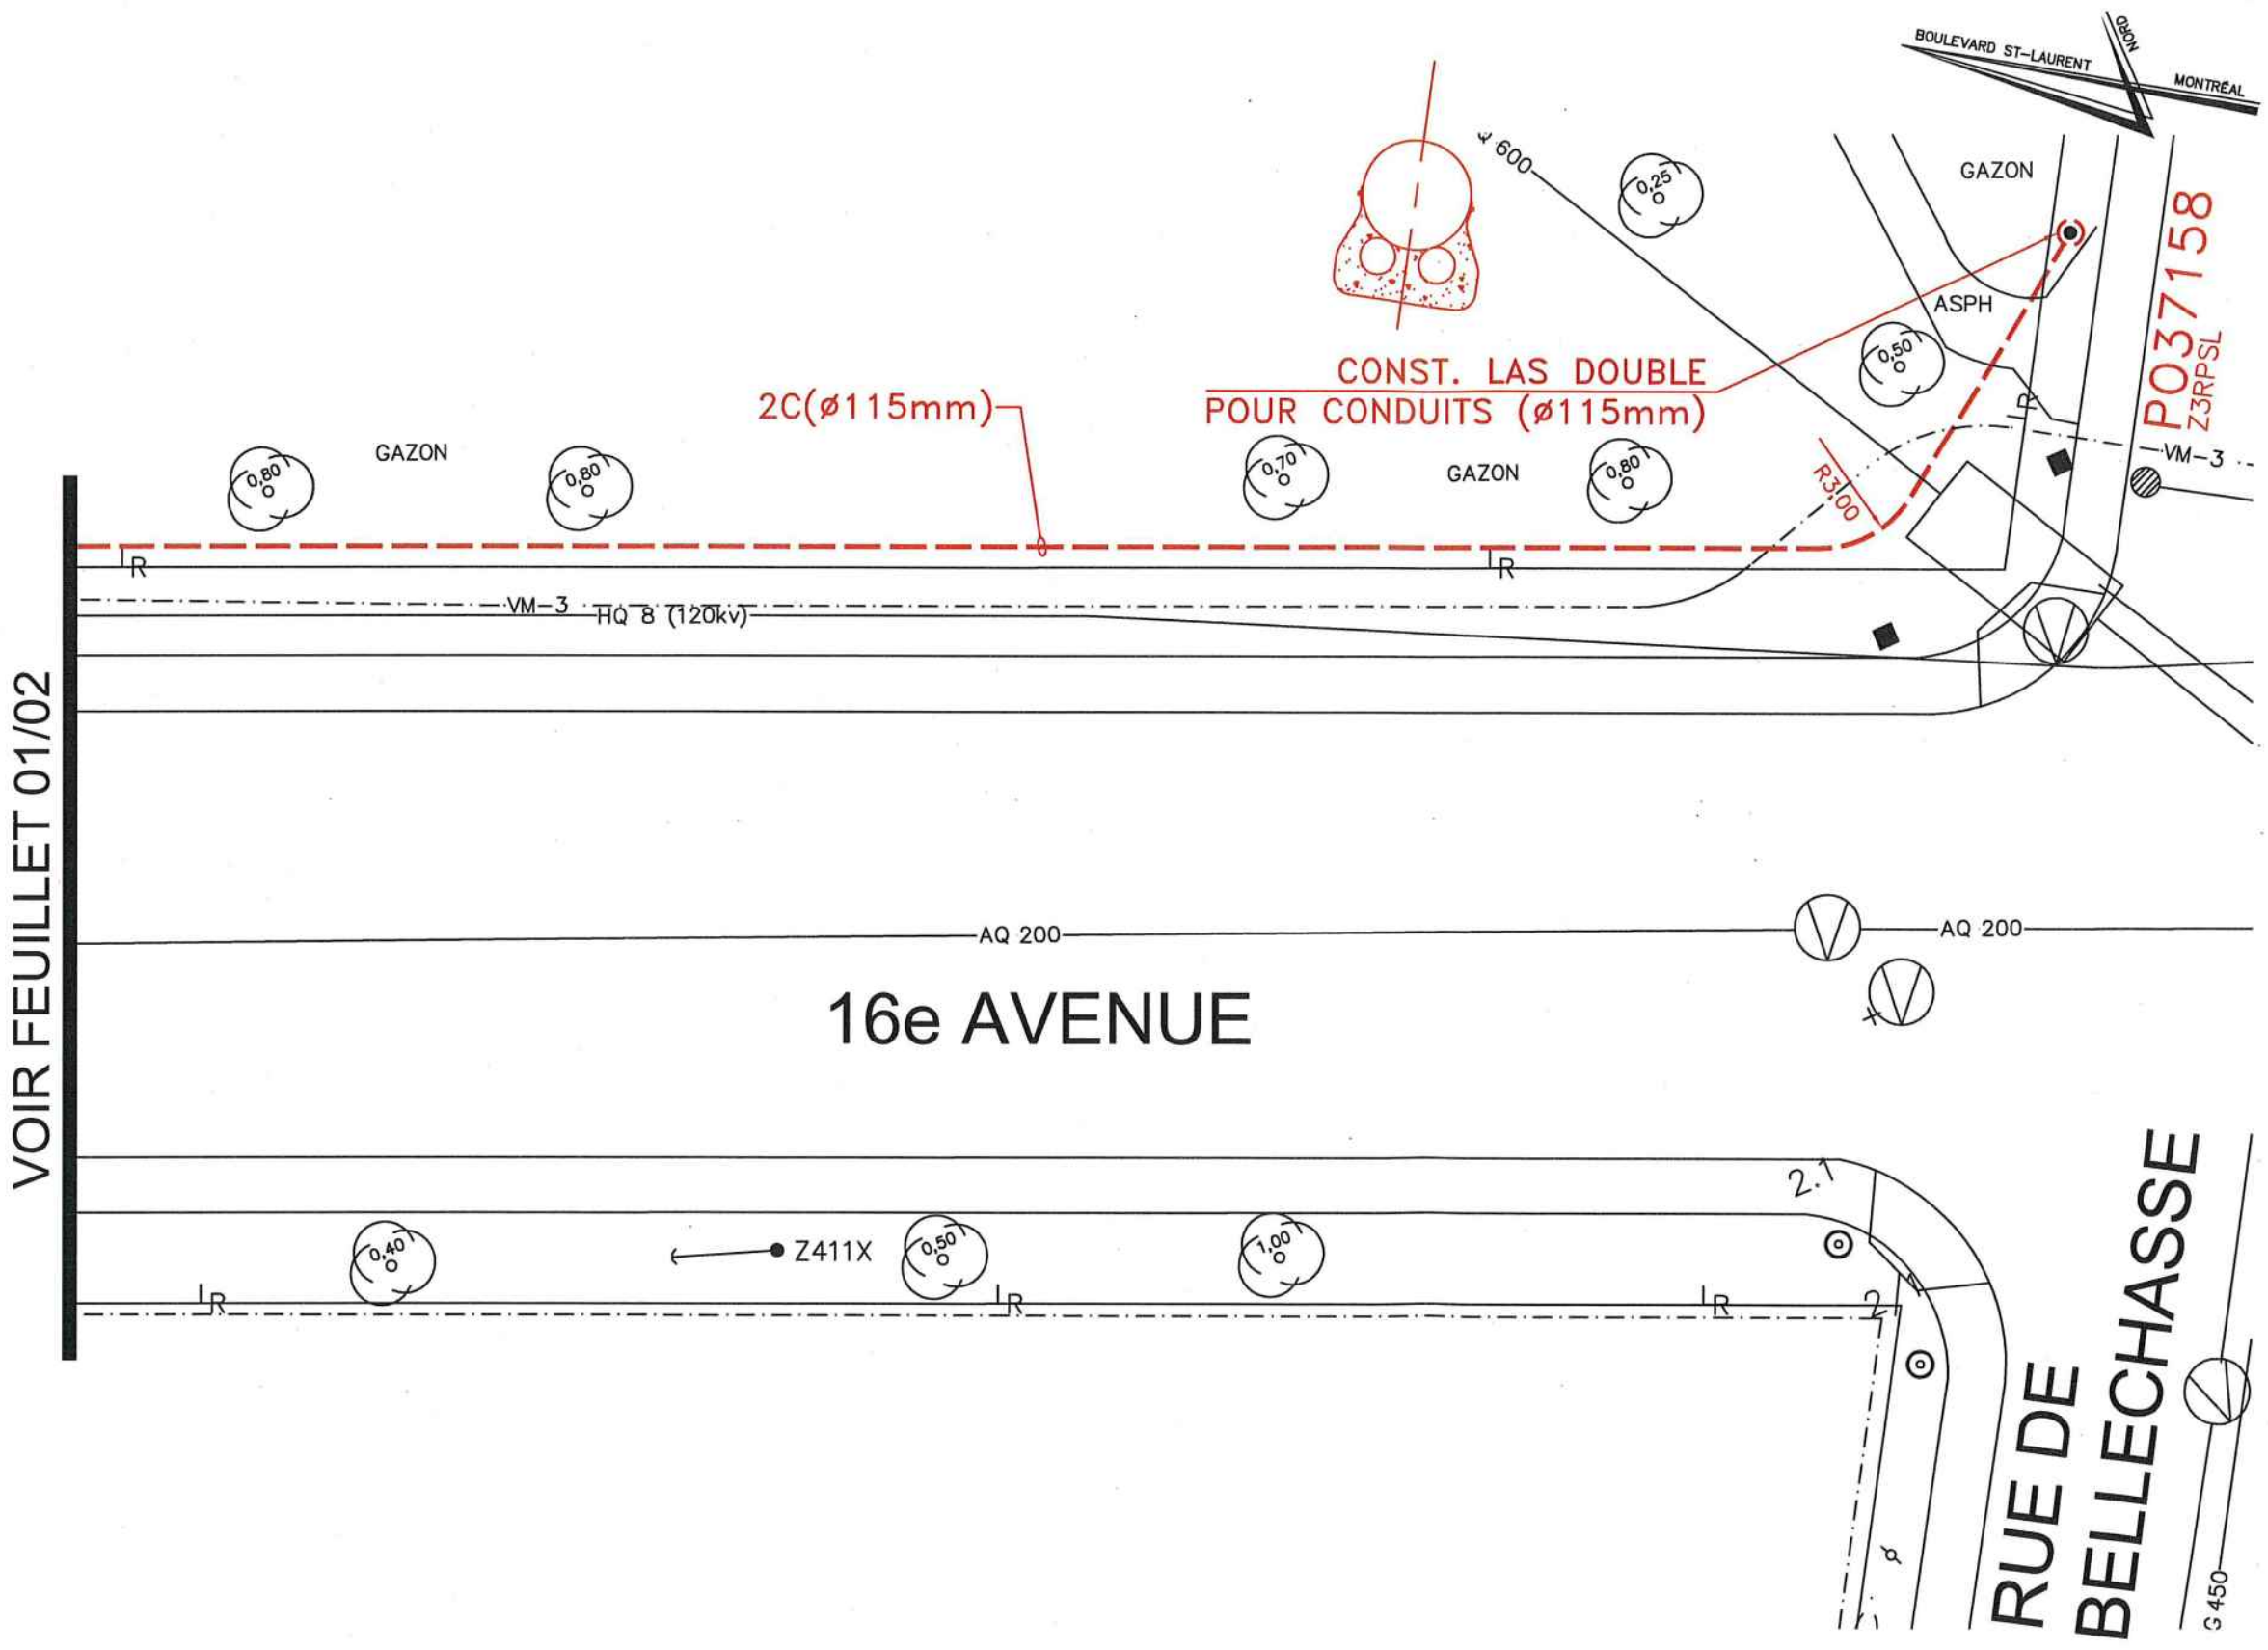 BOULEVARD ST-LAURENT
NORD
MONTRÉAL
600
0,25
GAZON
P037158
Z3RPSL
ASPH
0,50
CONST. LAS DOUBLE
POUR CONDUITS (ø115mm)
2C(ø115mm)
R
GAZON
0,80
0,80
0,70
GAZON
0,80
R3,00
VM-3
R
R
VM-3
HQ 8 (120kv)
VOIR FEUILLET 01/02
AQ 200
AQ 200
16e AVENUE
2.1
0,40
Z411X
0,50
1,00
R
R
R
2
RUE DE
BELLECHASSE
G 450